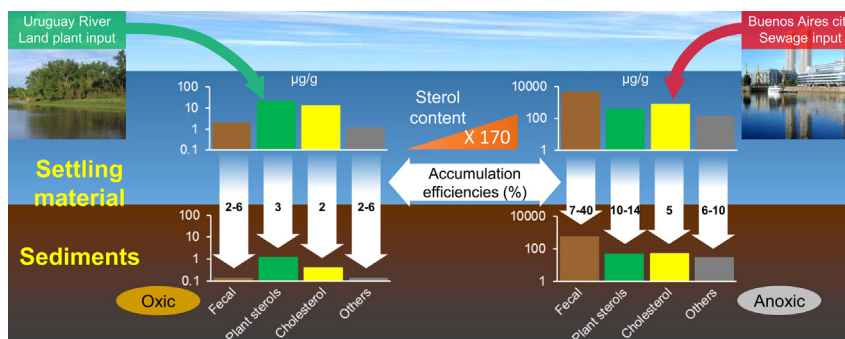 Uruguay River
Land plant input
Buenos Aires cit
Sewage input
µg/g
100
10
1
0.1
Sterol
content
X 170
µg/g
10000
100
1
Settling
material
Accumulation
efficiencies (%)
2-6
3
2
2-6
7-40
10-14
5
6-10
Sediments
100
10
1
0.1
10000
100
1
Oxic
Fecal
Plant sterols
Cholesterol
Others
Fecal
Plant sterols
Cholesterol
Others
Anoxic